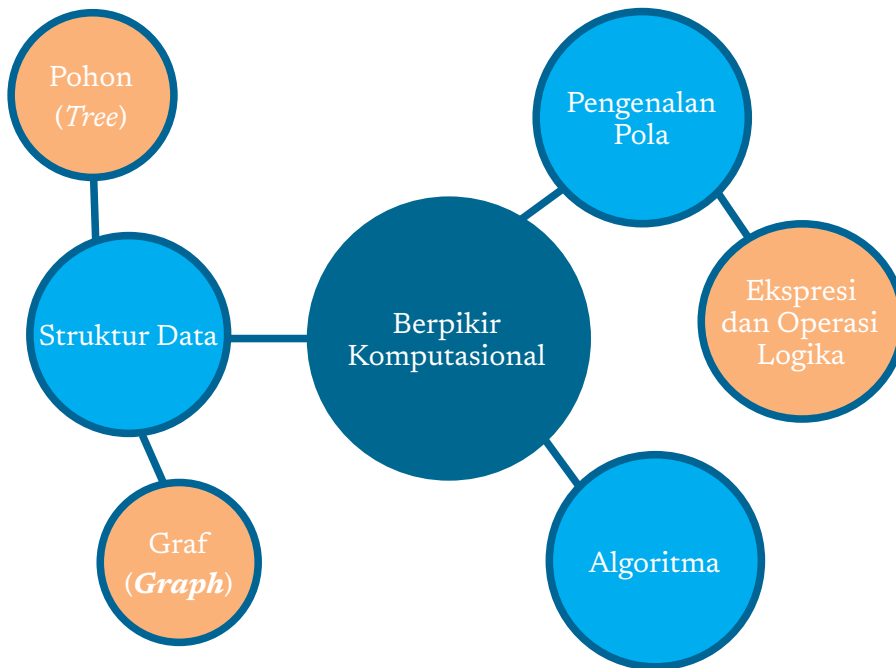 Pohon
(Tree)
Pengenalan
Pola
Struktur Data
Berpikir
Komputasional
Ekspresi
dan Operasi
Logika
Graf
(Graph)
Algoritma